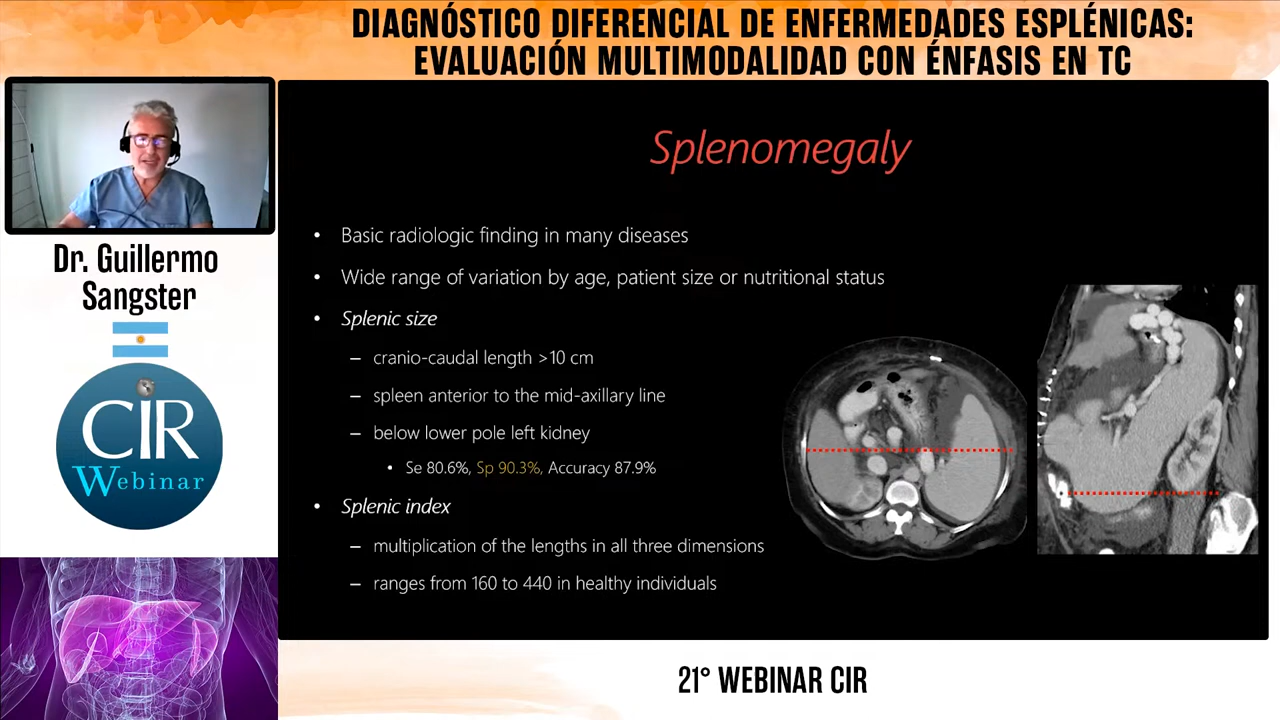 DIAGNÓSTICO DIFERENCIAL DE ENFERMEDADES ESPLÉNICAS:
EVALUACIÓN MULTIMODALIDAD CON ÉNFASIS EN TC
Dr. Guillermo
Sangster
CIR
Webinar
Splenomegaly
• Basic radiologic finding in many diseases
• Wide range of variation by age, patient size or nutritional status
• Splenic size
– cranio-caudal length >10 cm
– spleen anterior to the mid-axillary line
– below lower pole left kidney
• Se 80.6%, Sp 90.3%, Accuracy 87.9%
• Splenic index
– multiplication of the lengths in all three dimensions
– ranges from 160 to 440 in healthy individuals
21° WEBINAR CIR